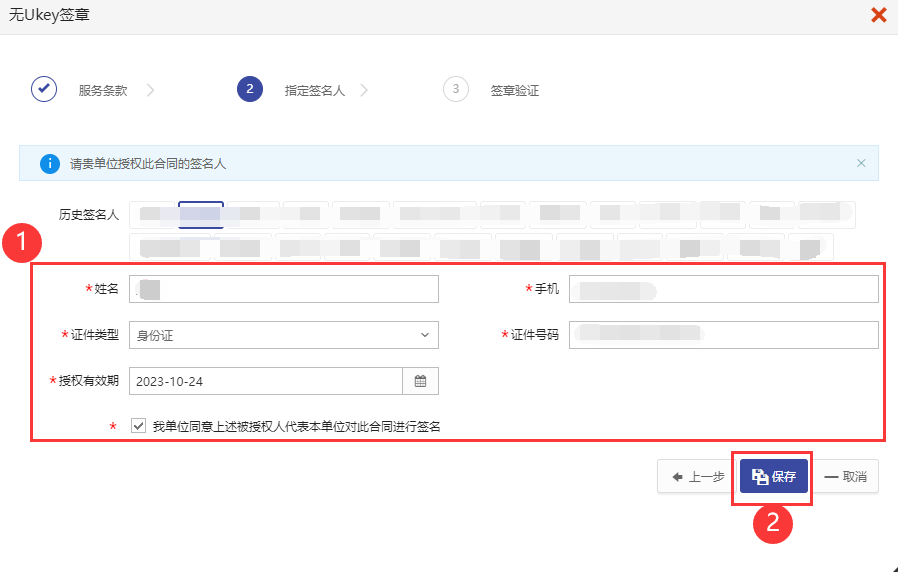 无Ukey签章
服务条款
2
指定签名人
3
签章验证
请贵单位授权此合同的签名人
历史签名人
1
*姓名
*手机
*证件类型
身份证
*证件号码
*授权有效期
2023-10-24
* 我单位同意上述被授权人代表本单位对此合同进行签名
上一步
保存
取消
2